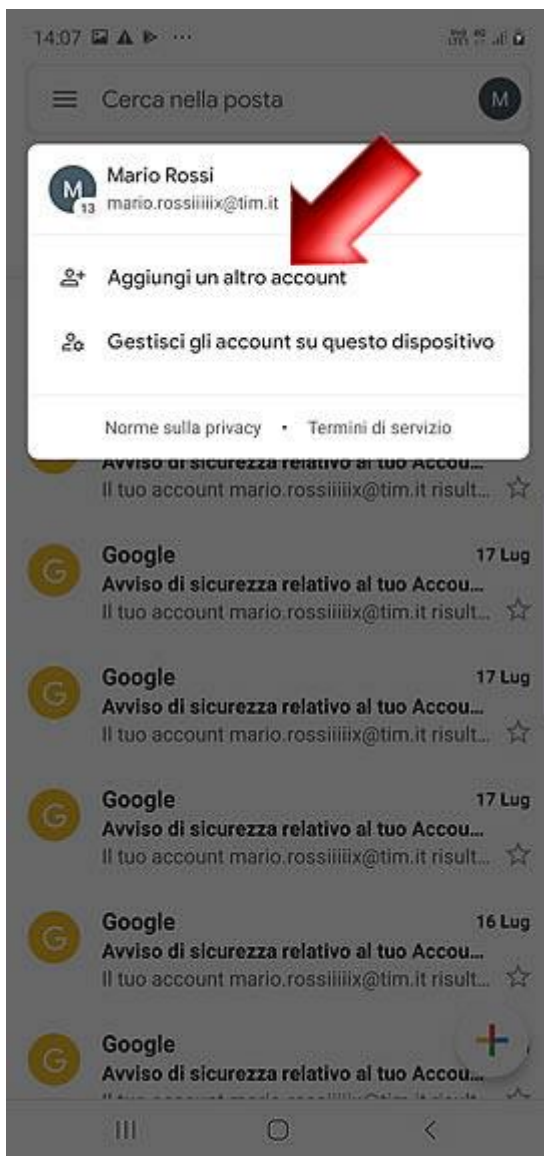 14:07
Cerca nella posta
M
M
Mario Rossi
13
mario.rossiiiiix@tim.it
Aggiungi un altro account
Gestisci gli account su questo dispositivo
Norme sulla privacy • Termini di servizio
Avviso di sicurezza relativo al tuo Accou...
Il tuo account mario.rossiiiiix@tim.it risult...
G
Google 17 Lug
Avviso di sicurezza relativo al tuo Accou...
Il tuo account mario.rossiiiiix@tim.it risult...
G
Google 17 Lug
Avviso di sicurezza relativo al tuo Accou...
Il tuo account mario.rossiiiiix@tim.it risult...
G
Google 17 Lug
Avviso di sicurezza relativo al tuo Accou...
Il tuo account mario.rossiiiiix@tim.it risult...
G
Google 16 Lug
Avviso di sicurezza relativo al tuo Accou...
Il tuo account mario.rossiiiiix@tim.it risult...
G
Google
Avviso di sicurezza relativo al tuo Accou...